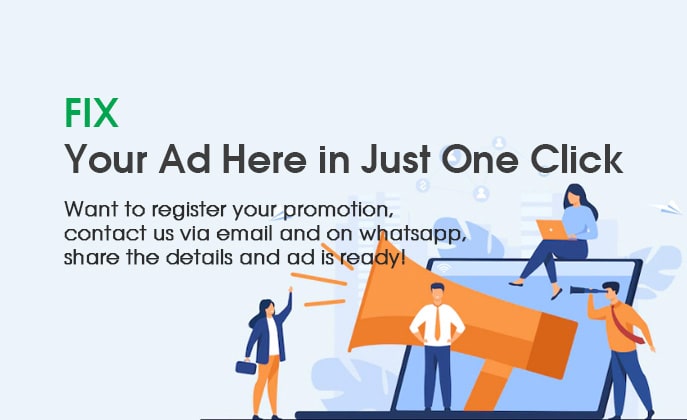 FIX
Your Ad Here in Just One Click
Want to register your promotion,
contact us via email and on whatsapp,
share the details and ad is ready!